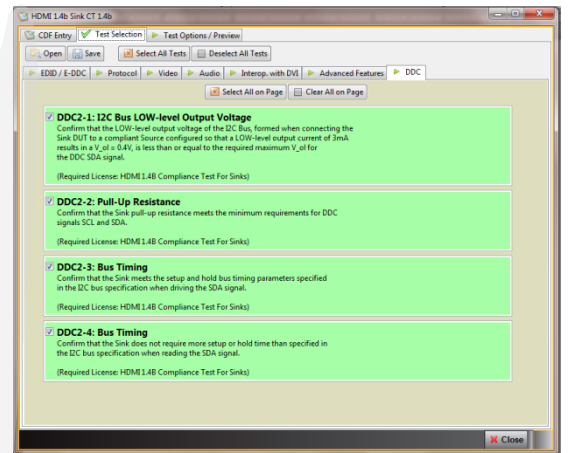 HDMI 1.4b Sink CT 1.4b
CDF Entry Test Selection Test Options / Preview
Open Save Select All Tests Deselect All Tests
EDID / E-DDC Protocol Video Audio Interop. with DVI Advanced Features DDC
Select All on Page Clear All on Page
DDC2-1: I2C Bus LOW-level Output Voltage
Confirm that the LOW-level output voltage of the I2C Bus, formed when connecting the
Sink DUT to a compliant Source configured so that a LOW-level output current of 3mA
results in a V_ol = 0.4V, is less than or equal to the required maximum V_ol for
the DDC SDA signal.
(Required License: HDMI 1.4B Compliance Test For Sinks)
DDC2-2: Pull-Up Resistance
Confirm that the Sink pull-up resistance meets the minimum requirements for DDC
signals SCL and SDA.
(Required License: HDMI 1.4B Compliance Test For Sinks)
DDC2-3: Bus Timing
Confirm that the Sink meets the setup and hold bus timing parameters specified
in the I2C bus specification when driving the SDA signal.
(Required License: HDMI 1.4B Compliance Test For Sinks)
DDC2-4: Bus Timing
Confirm that the Sink does not require more setup or hold time than specified in
the I2C bus specification when reading the SDA signal.
(Required License: HDMI 1.4B Compliance Test For Sinks)
Close